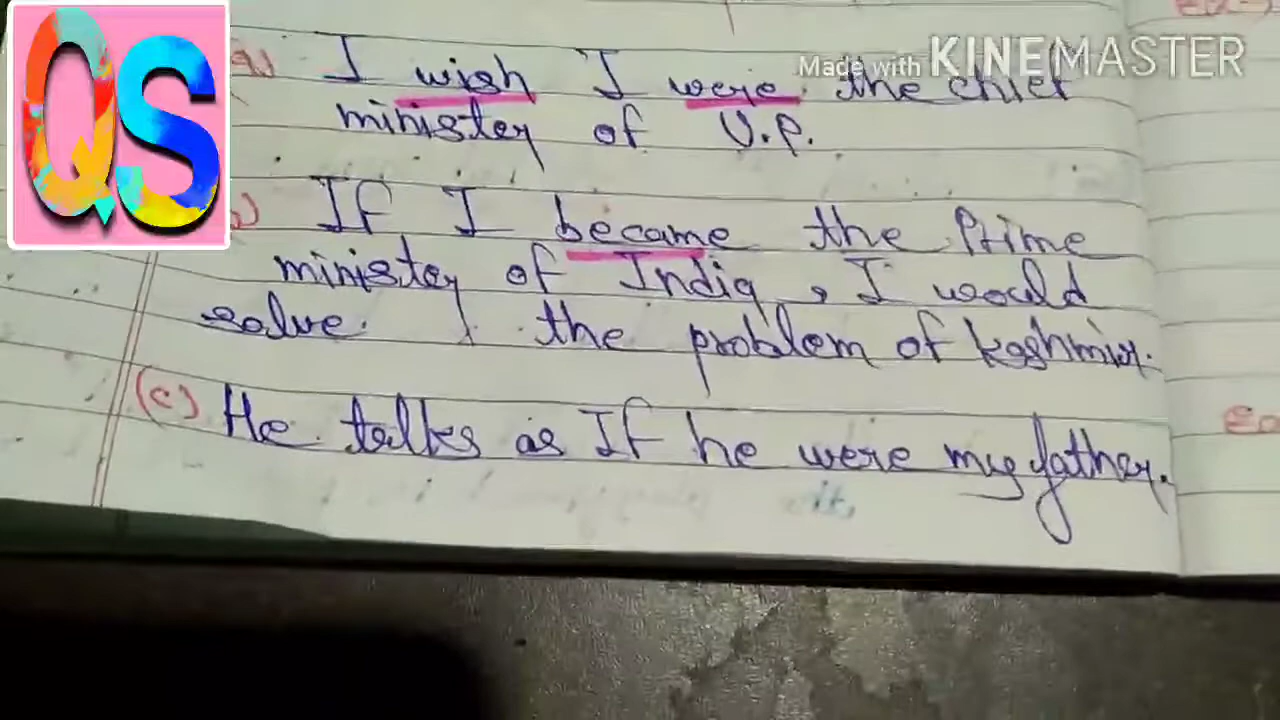 QS
Made with KINEMASTER
a) I wish I were the chief
minister of U.P.
b) If I became the Prime
minister of India, I would
solve the problem of Kashmir.
(c) He talks as If he were my father.